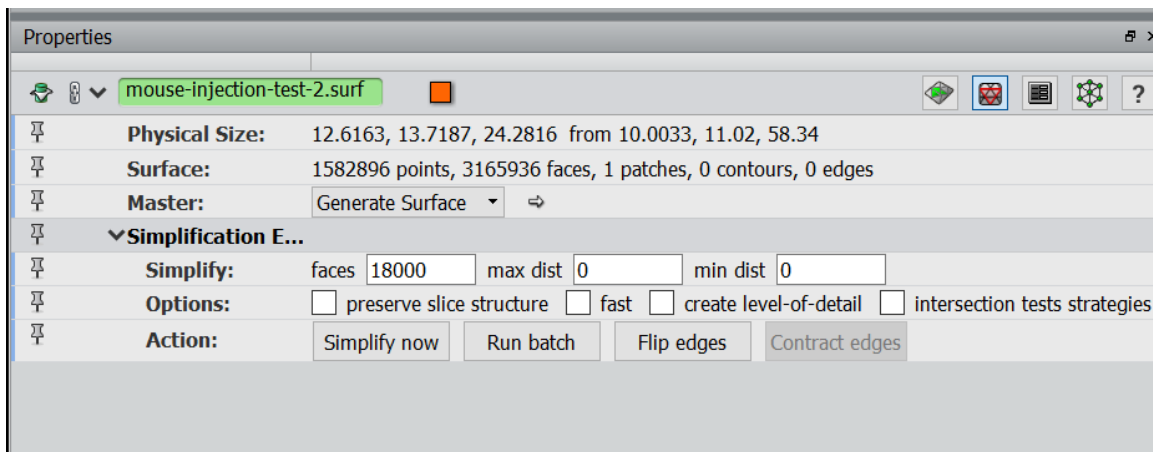 Properties
mouse-injection-test-2.surf ?
Physical Size: 12.6163, 13.7187, 24.2816 from 10.0033, 11.02, 58.34
Surface: 1582896 points, 3165936 faces, 1 patches, 0 contours, 0 edges
Master: Generate Surface
Simplification E...
Simplify: faces 18000 max dist 0 min dist 0
Options: preserve slice structure fast create level-of-detail intersection tests strategies
Action: Simplify now Run batch Flip edges Contract edges